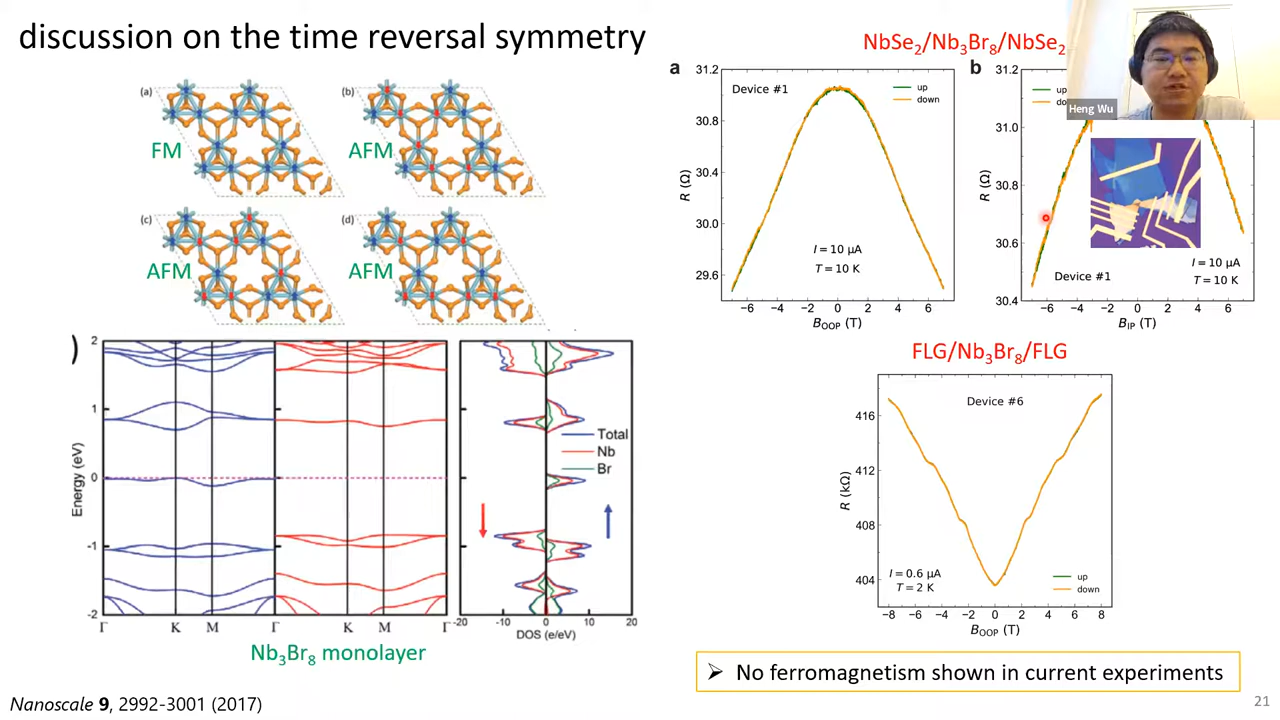 discussion on the time reversal symmetry
(a)
FM
(b)
AFM
(c)
AFM
(d)
AFM
)
2
1
0
-1
-2
Energy (eV)
Γ K M Γ K M Γ
Total
Nb
Br
-20 -10 0 10 20
DOS (e/eV)
Nb3Br8 monolayer
Nanoscale 9, 2992-3001 (2017)
NbSe2/Nb3Br8/NbSe2
a
31.2
30.8
30.4
30.0
29.6
R (Ω)
Device #1
up
down
I = 10 μA
T = 10 K
−6 −4 −2 0 2 4 6
BOOP (T)
b
31.2
31.0
30.8
30.6
30.4
R (Ω)
up
Heng Wu
Device #1
I = 10 μA
T = 10 K
−6 −4 −2 0 2 4 6
BIP (T)
FLG/Nb3Br8/FLG
416
412
408
404
R (kΩ)
Device #6
I = 0.6 μA
T = 2 K
up
down
−8 −6 −4 −2 0 2 4 6 8
BOOP (T)
➢ No ferromagnetism shown in current experiments
21